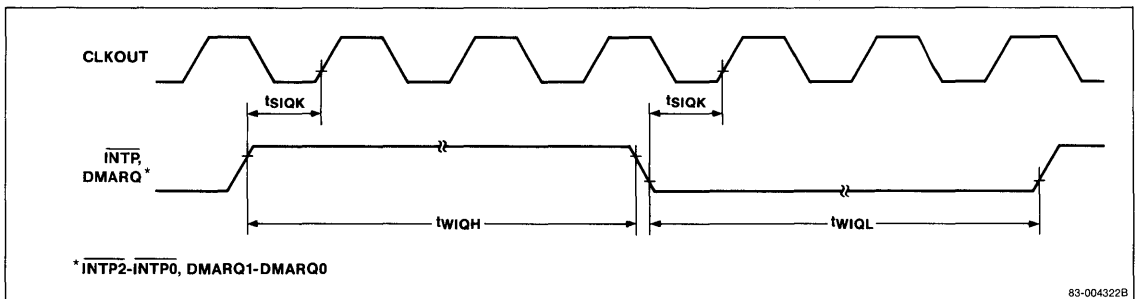 CLKOUT
tSIQK
tSIQK
INTP,
DMARQ*
tWIQH
tWIQL
*INTP2-INTP0, DMARQ1-DMARQ0
83-004322B